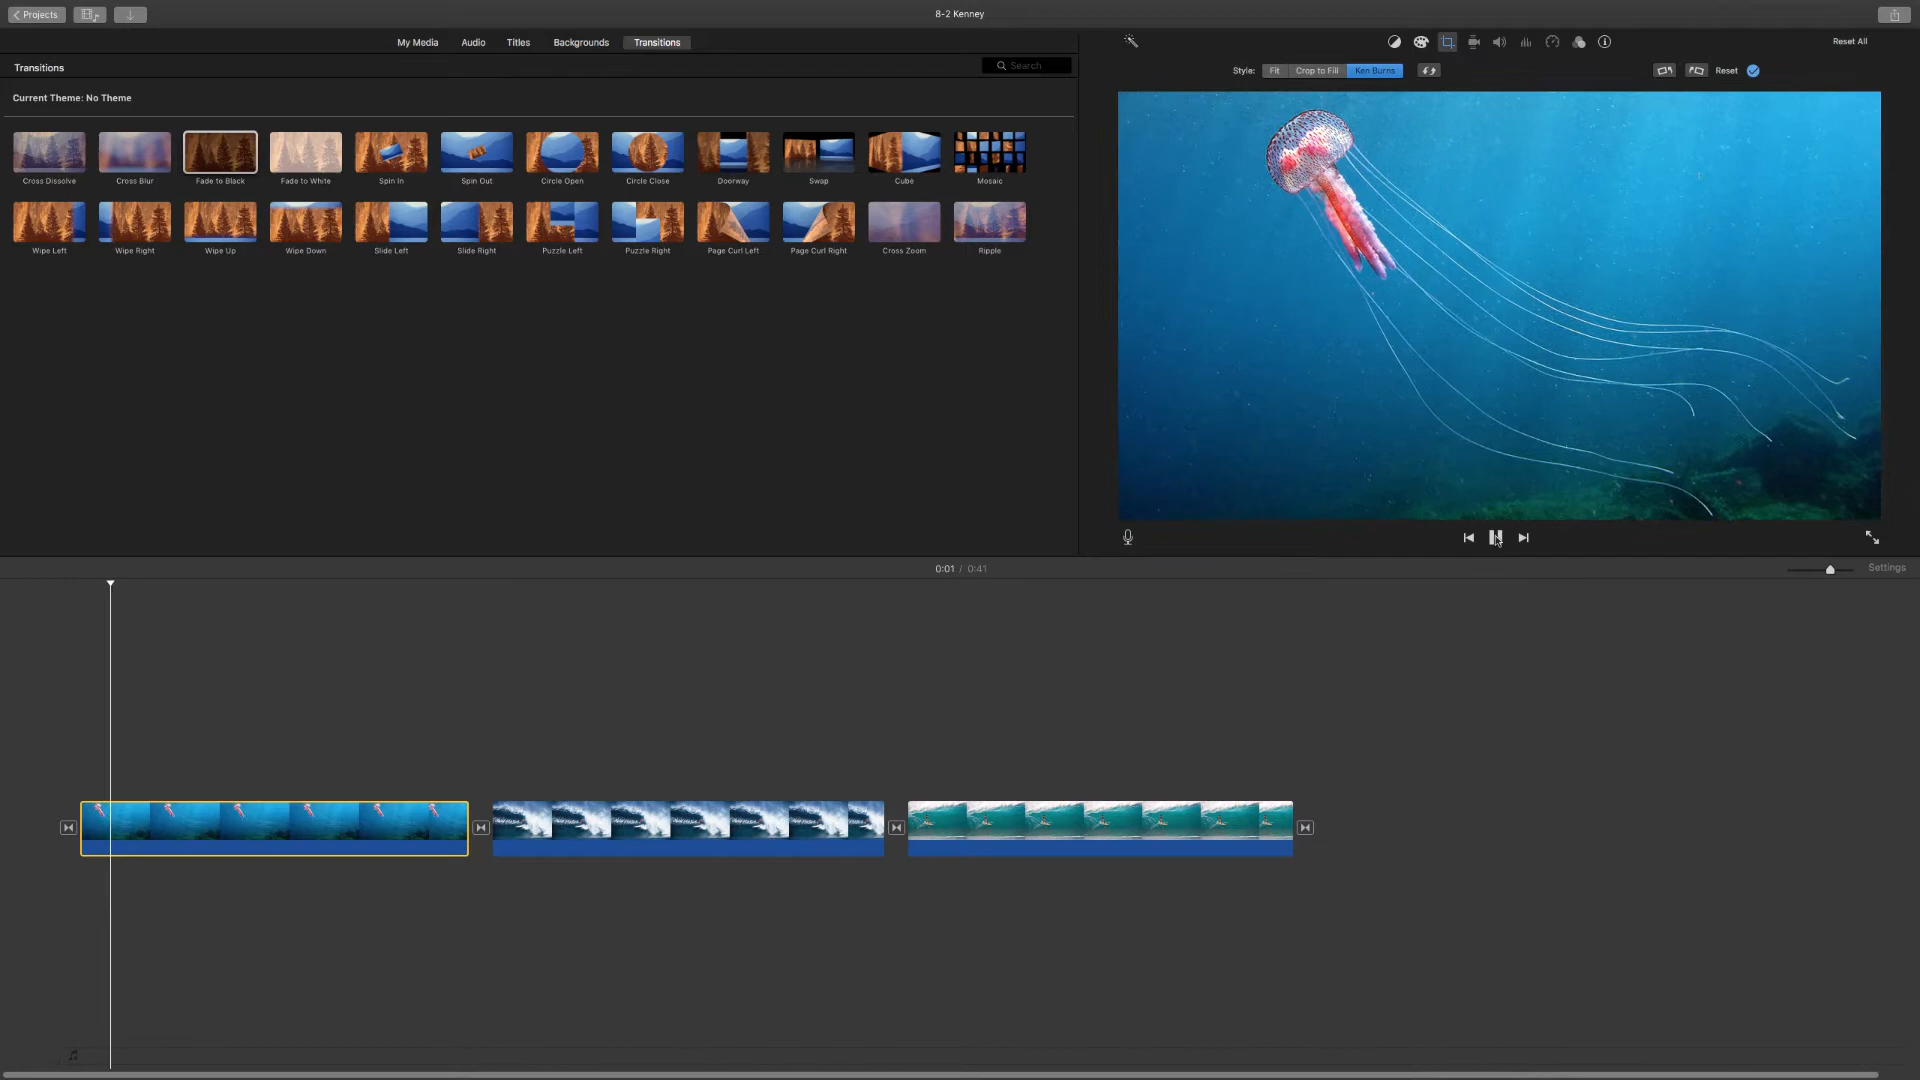 Projects
8-2 Kenney
My Media Audio Titles Backgrounds Transitions
Reset All
Transitions
Search
Style: Fit Crop to Fill Ken Burns
Reset
Current Theme: No Theme
Cross Dissolve Cross Blur Fade to Black Fade to White Spin In Spin Out Circle Open Circle Close Doorway Swap Cube Mosaic
Wipe Left Wipe Right Wipe Up Wipe Down Slide Left Slide Right Puzzle Left Puzzle Right Page Curl Left Page Curl Right Cross Zoom Ripple
0:01 / 0:41
Settings